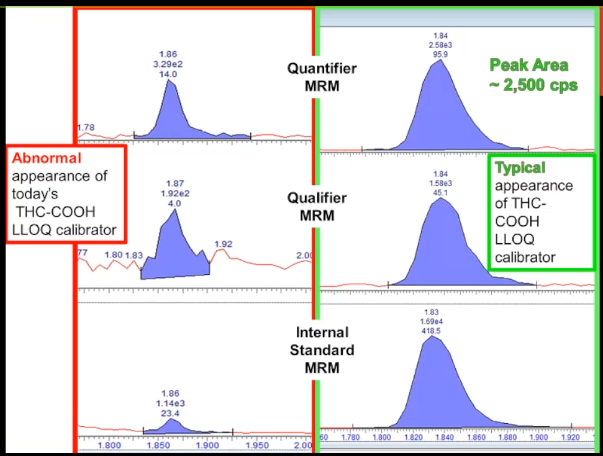 1.86
3.29e2
14.0
1.78
Quantifier
MRM
1.84
2.58e3
95.9
Peak Area
~ 2,500 cps
Abnormal
appearance of
today's
THC-COOH
LLOQ calibrator
1.87
1.92e2
4.0
77 1.80 1.83
1.92
2.00
Qualifier
MRM
1.84
1.58e3
45.1
Typical
appearance
of THC-
COOH
LLOQ
calibrator
Internal
Standard
MRM
1.83
1.69e4
418.5
1.86
1.14e3
23.4
1.800 1.850 1.900 1.950 2.00
60 1.780 1.800 1.820 1.840 1.860 1.880 1.900 1.920